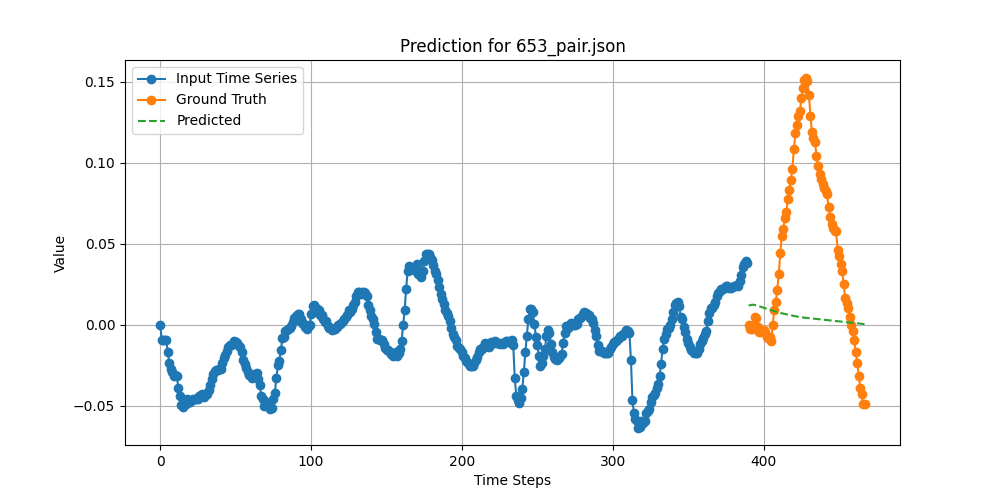 Prediction for 653_pair.json
Input Time Series
Ground Truth
Predicted
0.15
0.10
0.05
0.00
−0.05
Value
0 100 200 300 400
Time Steps